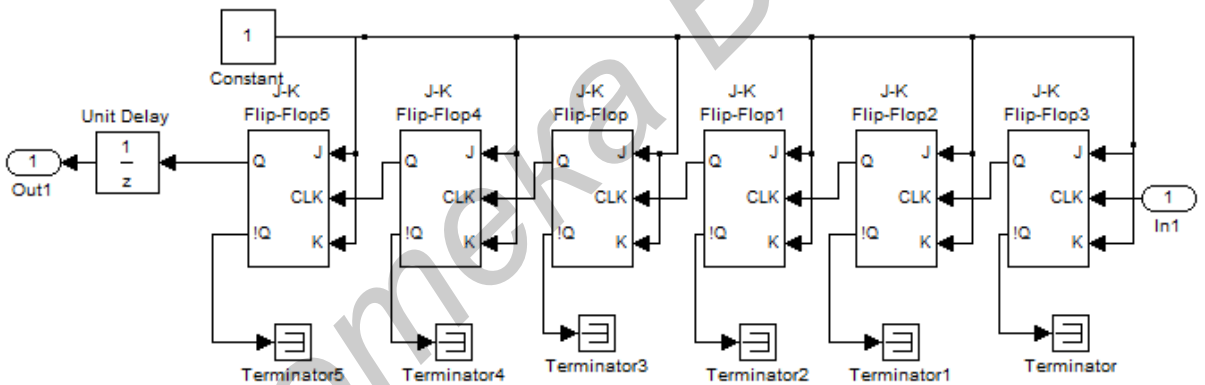 1
Constant
J-K
Flip-Flop5
J-K
Flip-Flop4
J-K
Flip-Flop
J-K
Flip-Flop1
J-K
Flip-Flop2
J-K
Flip-Flop3
Unit Delay
1
z
1
Out1
Q
J
CLK
!Q
K
Q
J
CLK
!Q
K
Q
J
CLK
!Q
K
Q
J
CLK
!Q
K
Q
J
CLK
!Q
K
Q
J
CLK
!Q
K
1
In1
Terminator5
Terminator4
Terminator3
Terminator2
Terminator1
Terminator